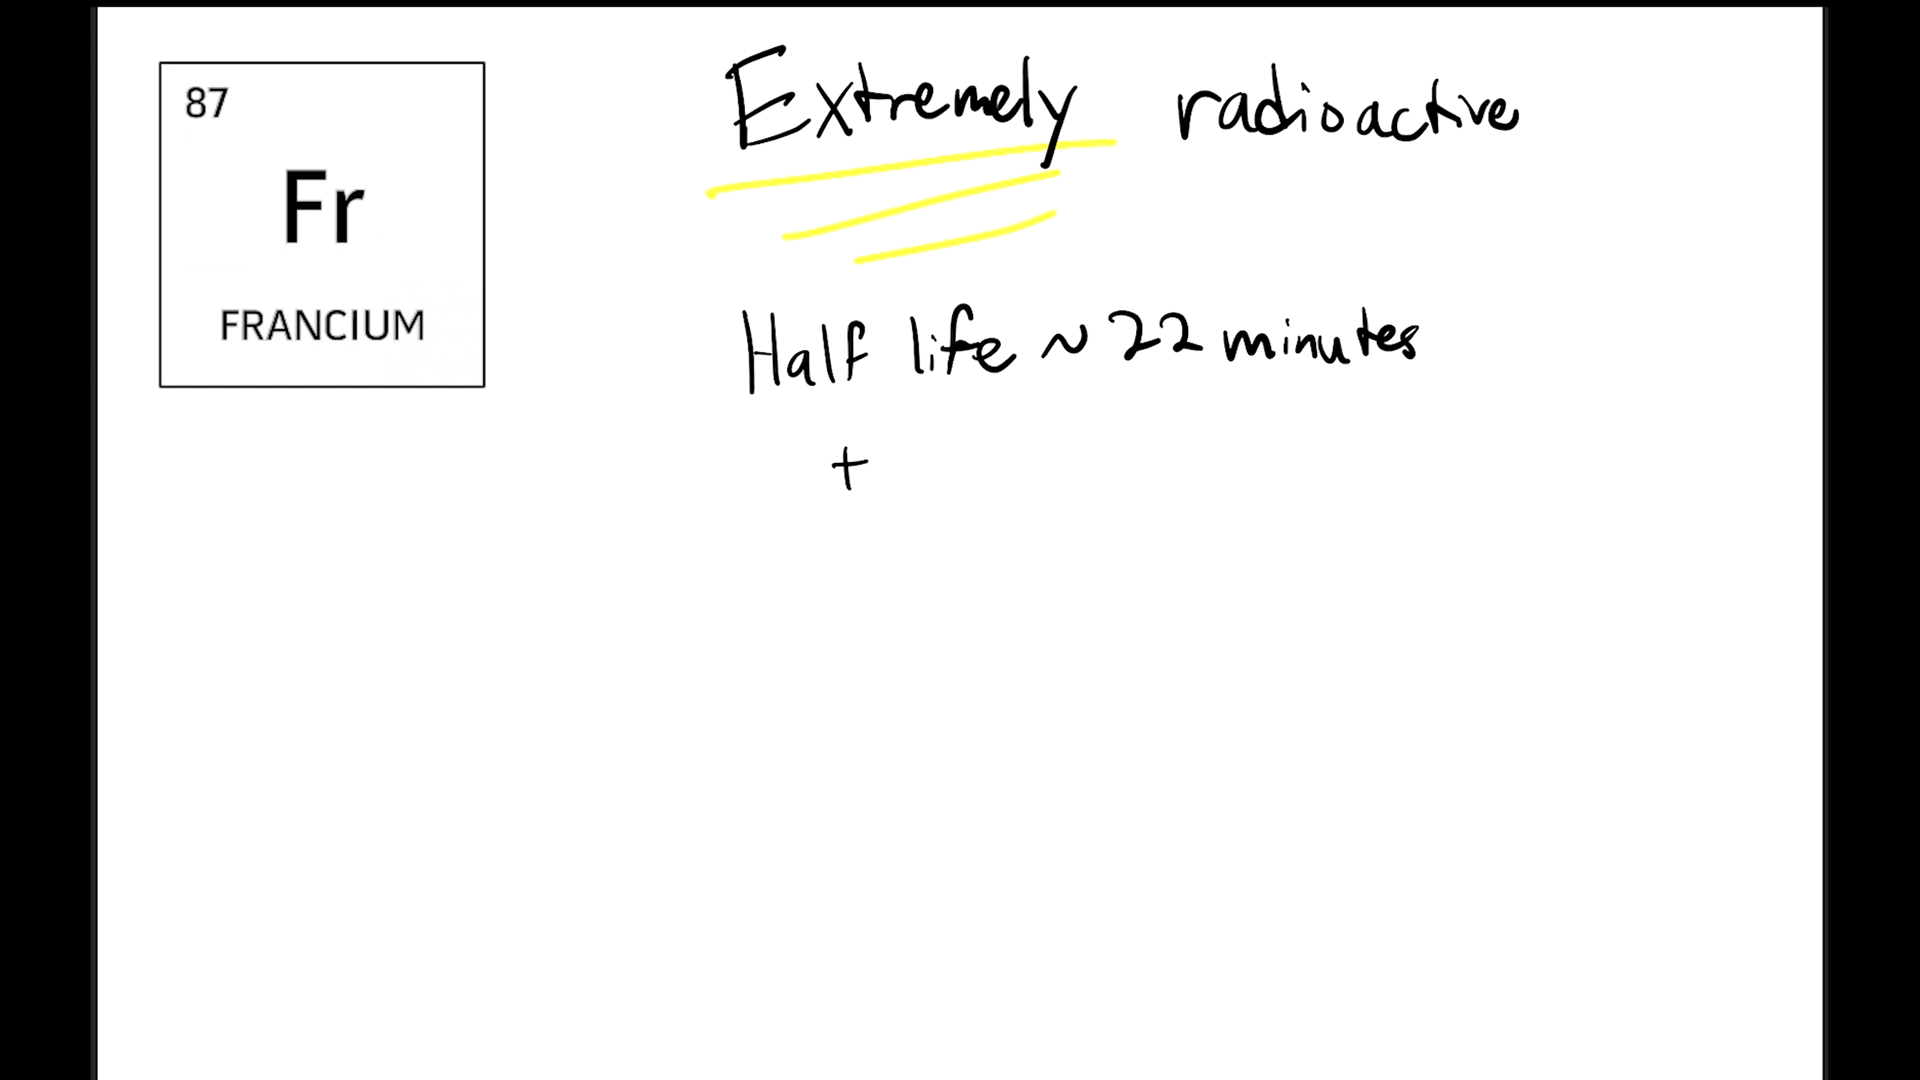 87
Fr
FRANCIUM
Extremely radioactive
Half life ~ 22 minutes
+